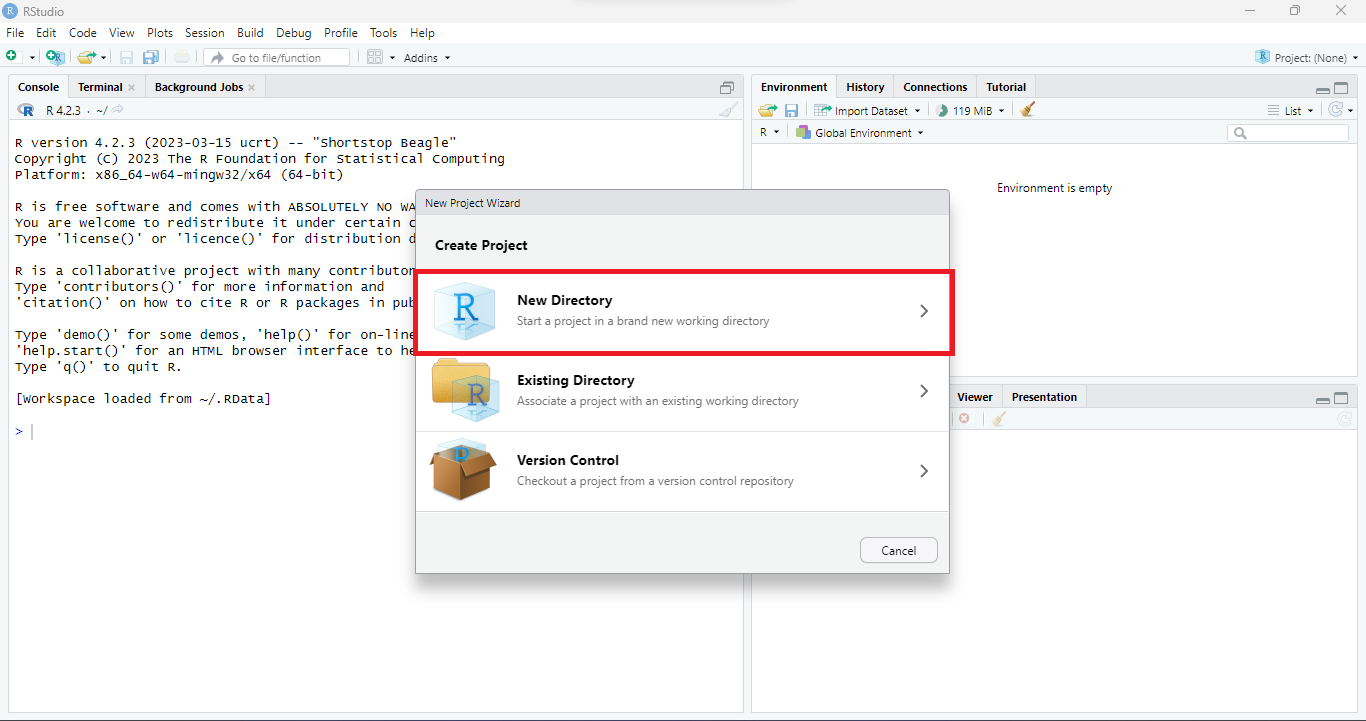 RStudio
File Edit Code View Plots Session Build Debug Profile Tools Help
Go to file/function Addins Project: (None)
Console Terminal Background Jobs
R 4.2.3 · ~/
R version 4.2.3 (2023-03-15 ucrt) -- "Shortstop Beagle"
Copyright (C) 2023 The R Foundation for Statistical Computing
Platform: x86_64-w64-mingw32/x64 (64-bit)
R is free software and comes with ABSOLUTELY NO WA
You are welcome to redistribute it under certain c
Type 'license()' or 'licence()' for distribution d
R is a collaborative project with many contributor
Type 'contributors()' for more information and
'citation()' on how to cite R or R packages in pub
Type 'demo()' for some demos, 'help()' for on-line
'help.start()' for an HTML browser interface to he
Type 'q()' to quit R.
[Workspace loaded from ~/.RData]
>
New Project Wizard
Create Project
R
New Directory
Start a project in a brand new working directory
R
Existing Directory
Associate a project with an existing working directory
R
Version Control
Checkout a project from a version control repository
Cancel
Environment History Connections Tutorial
Import Dataset 119 MiB List
R Global Environment
Environment is empty
Viewer Presentation